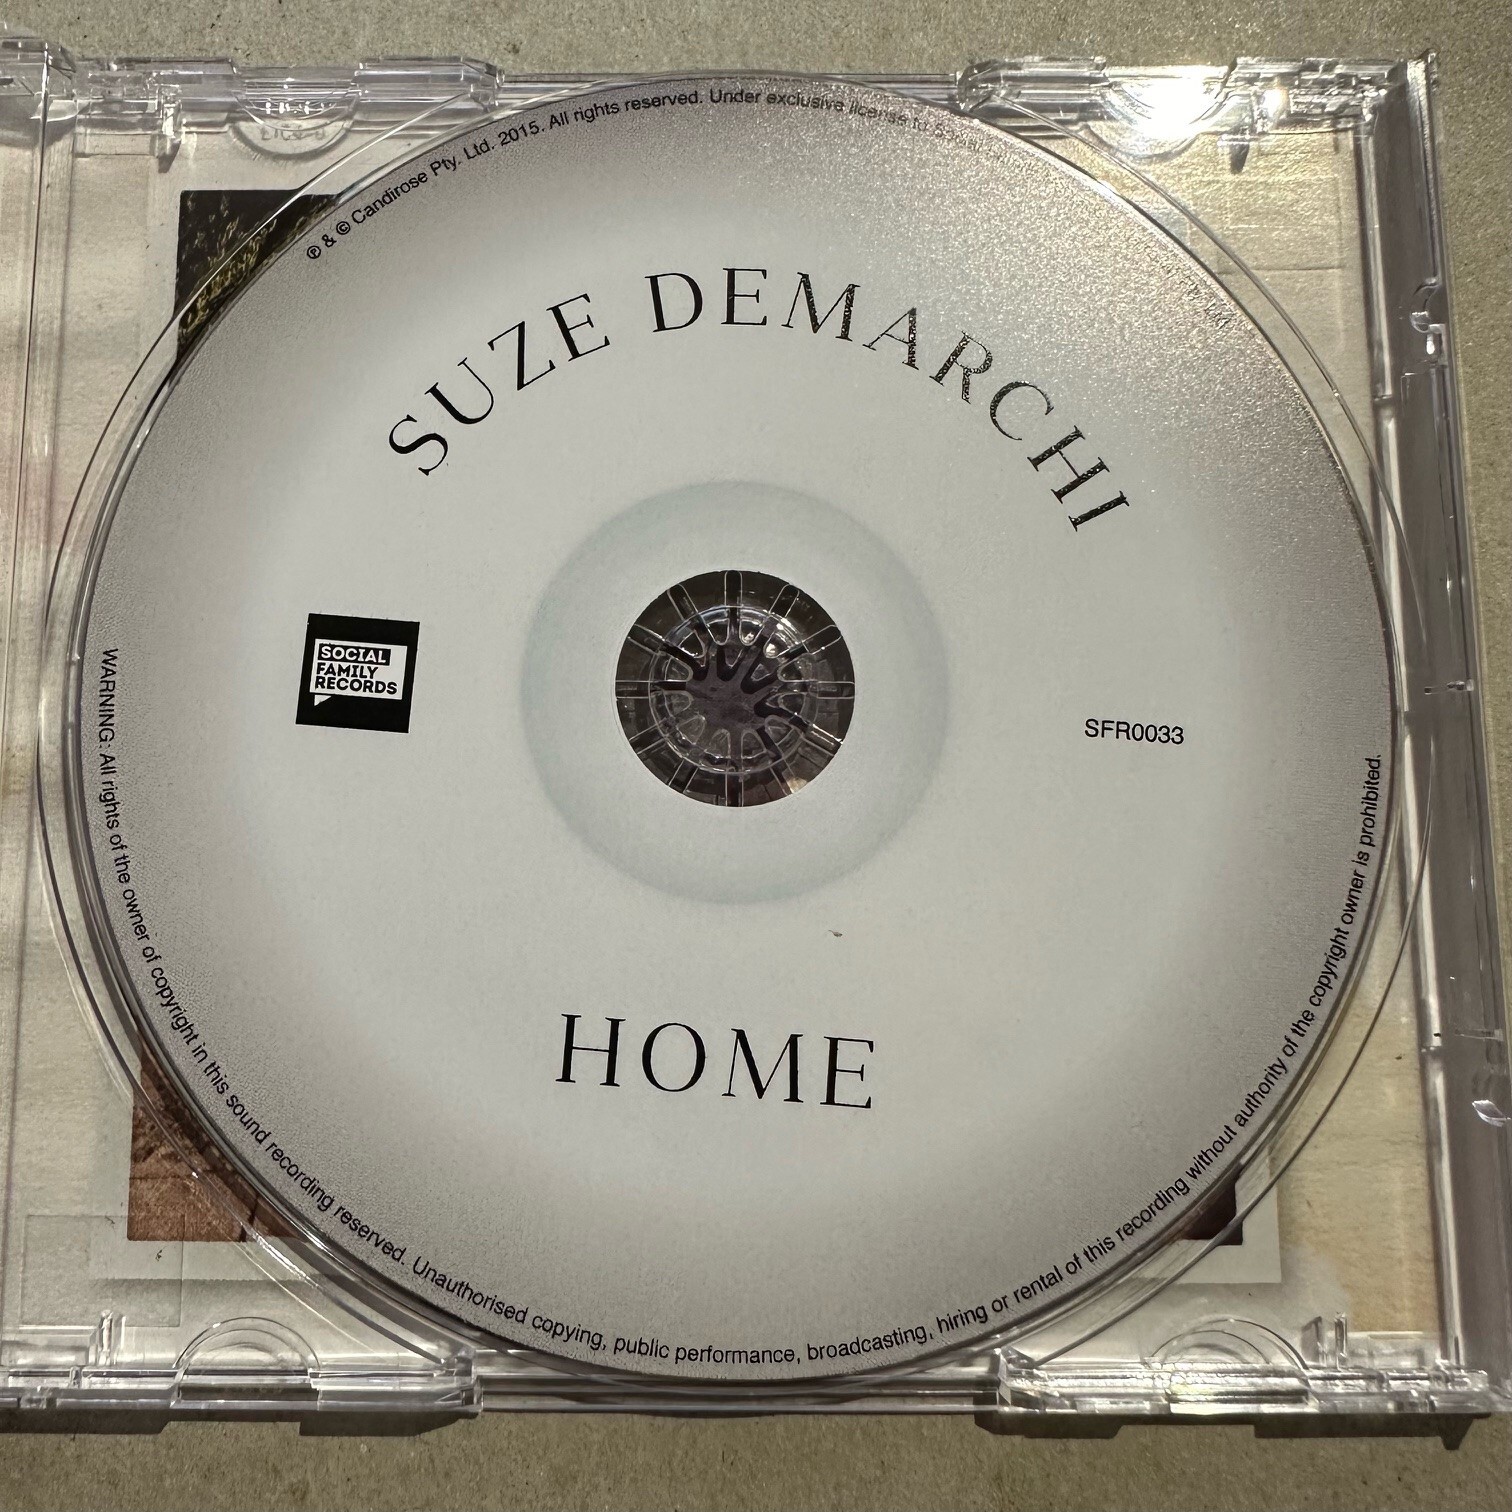 ℗ & © Candirose Pty. Ltd. 2015. All rights reserved. Under exclusive license to Social
SUZE DEMARCHI
SOCIAL
FAMILY
RECORDS
SFR0033
HOME
WARNING: All rights of the owner of copyright in this sound recording reserved. Unauthorised copying, public performance, broadcasting, hiring or rental of this recording without authority of the copyright owner is prohibited.